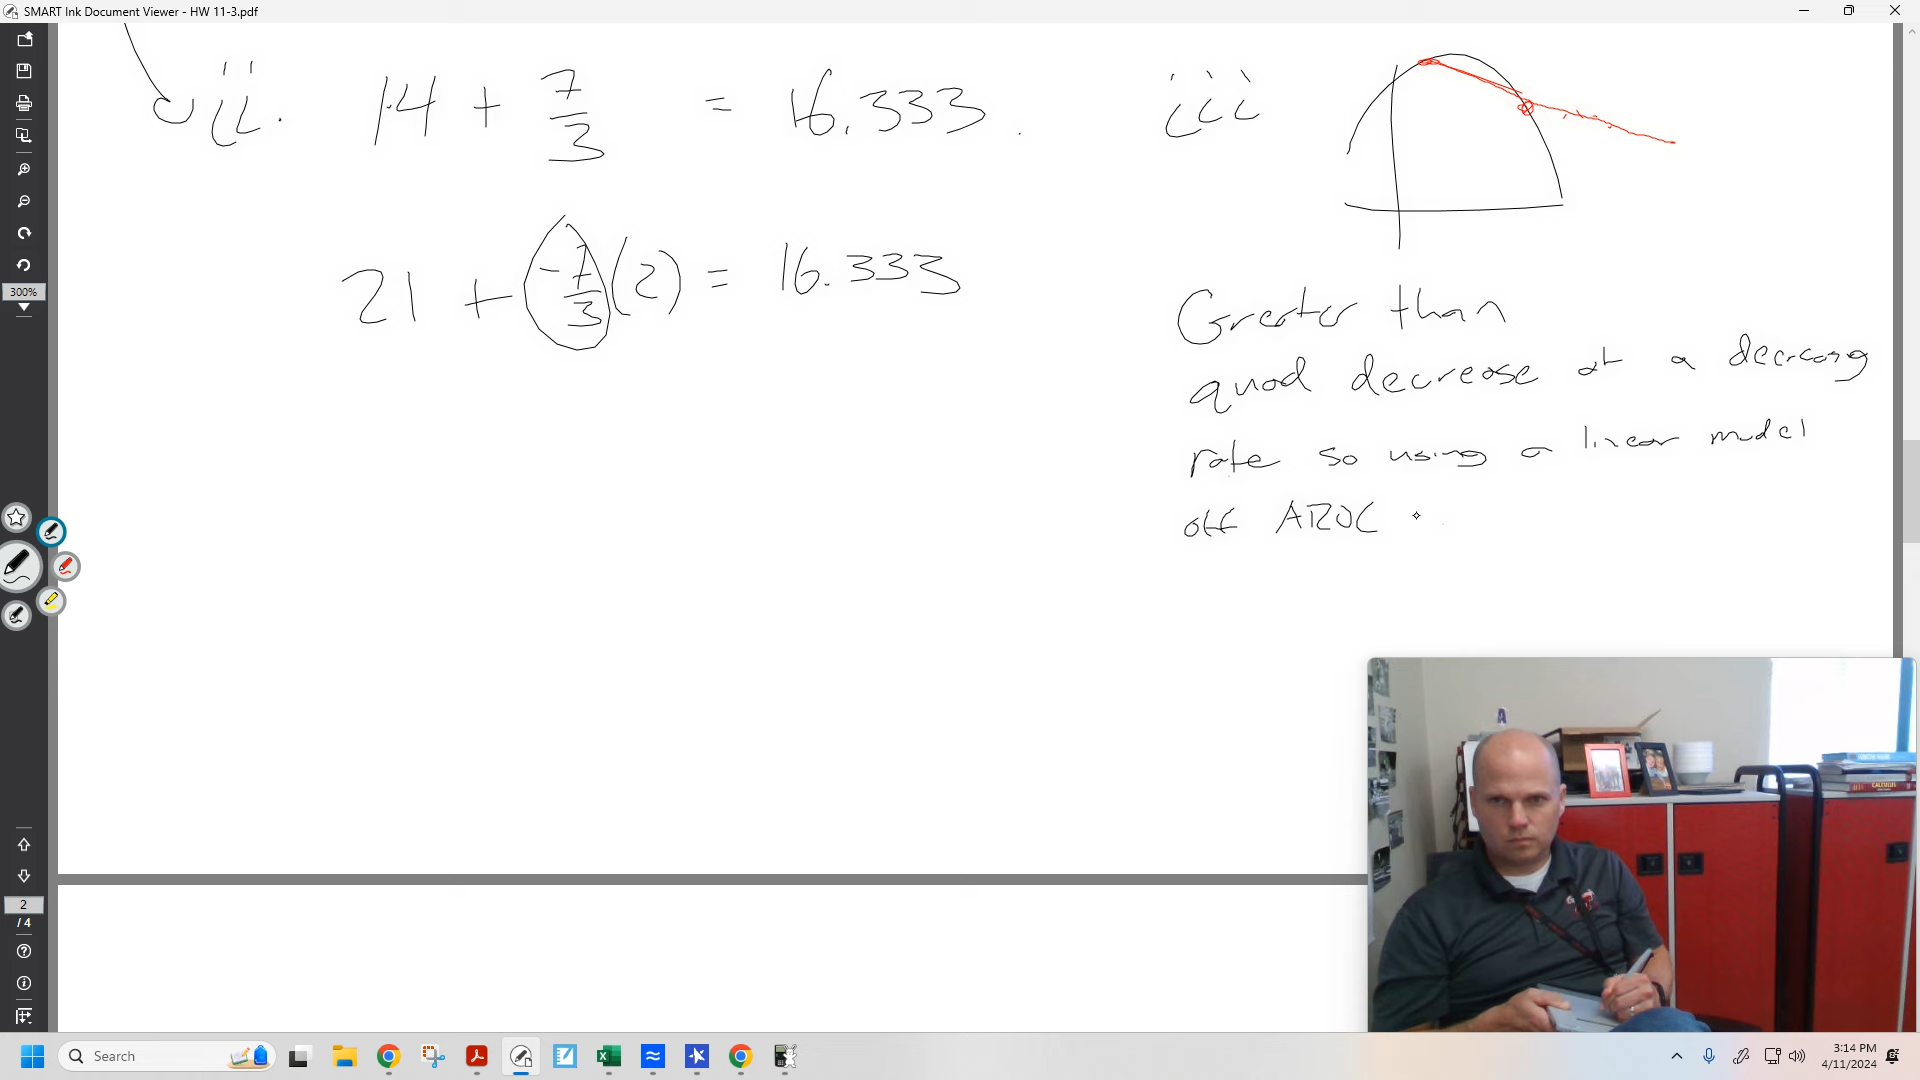 SMART Ink Document Viewer - HW 11-3.pdf
ii. 14 + 7/3 = 16.333.
21 + -7/3 (2) = 16.333
iii
Greater than
quad decrease at a decreasing
rate so using a linear model
off AROC
300%
2
/ 4
CALCULUS
Search
3:14 PM
4/11/2024